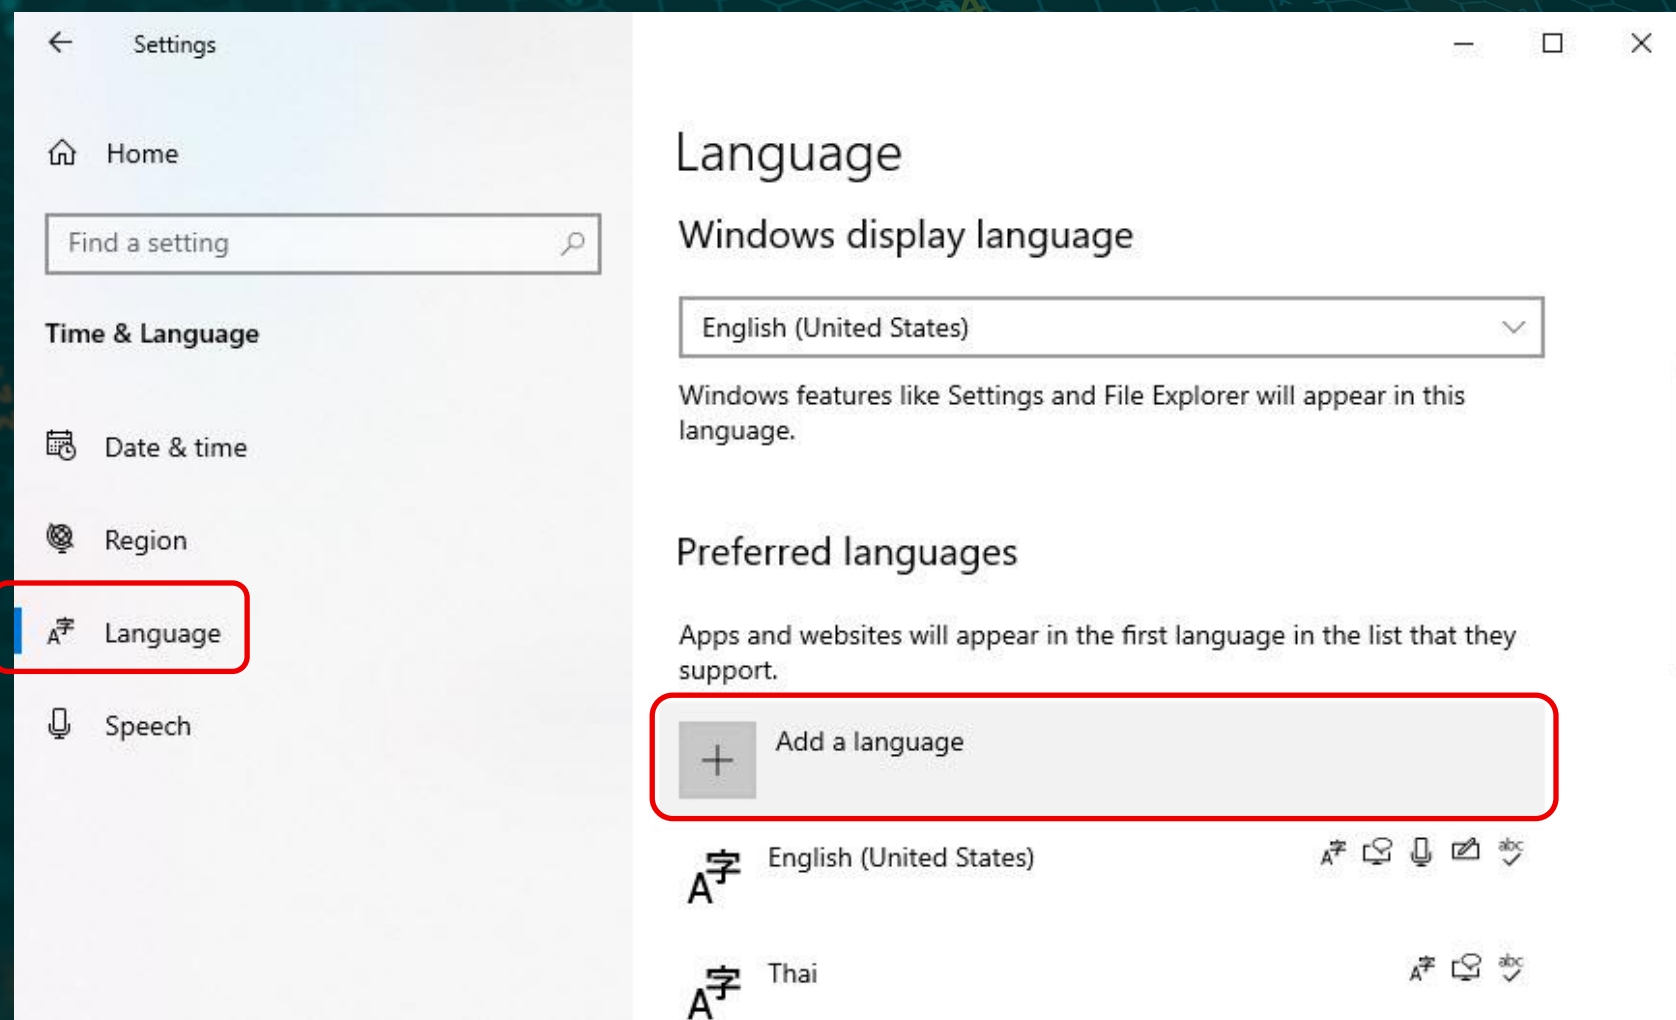 Settings
Home
Find a setting
Time & Language
Date & time
Region
Language
Speech
Language
Windows display language
English (United States)
Windows features like Settings and File Explorer will appear in this
language.
Preferred languages
Apps and websites will appear in the first language in the list that they
support.
Add a language
English (United States)
Thai